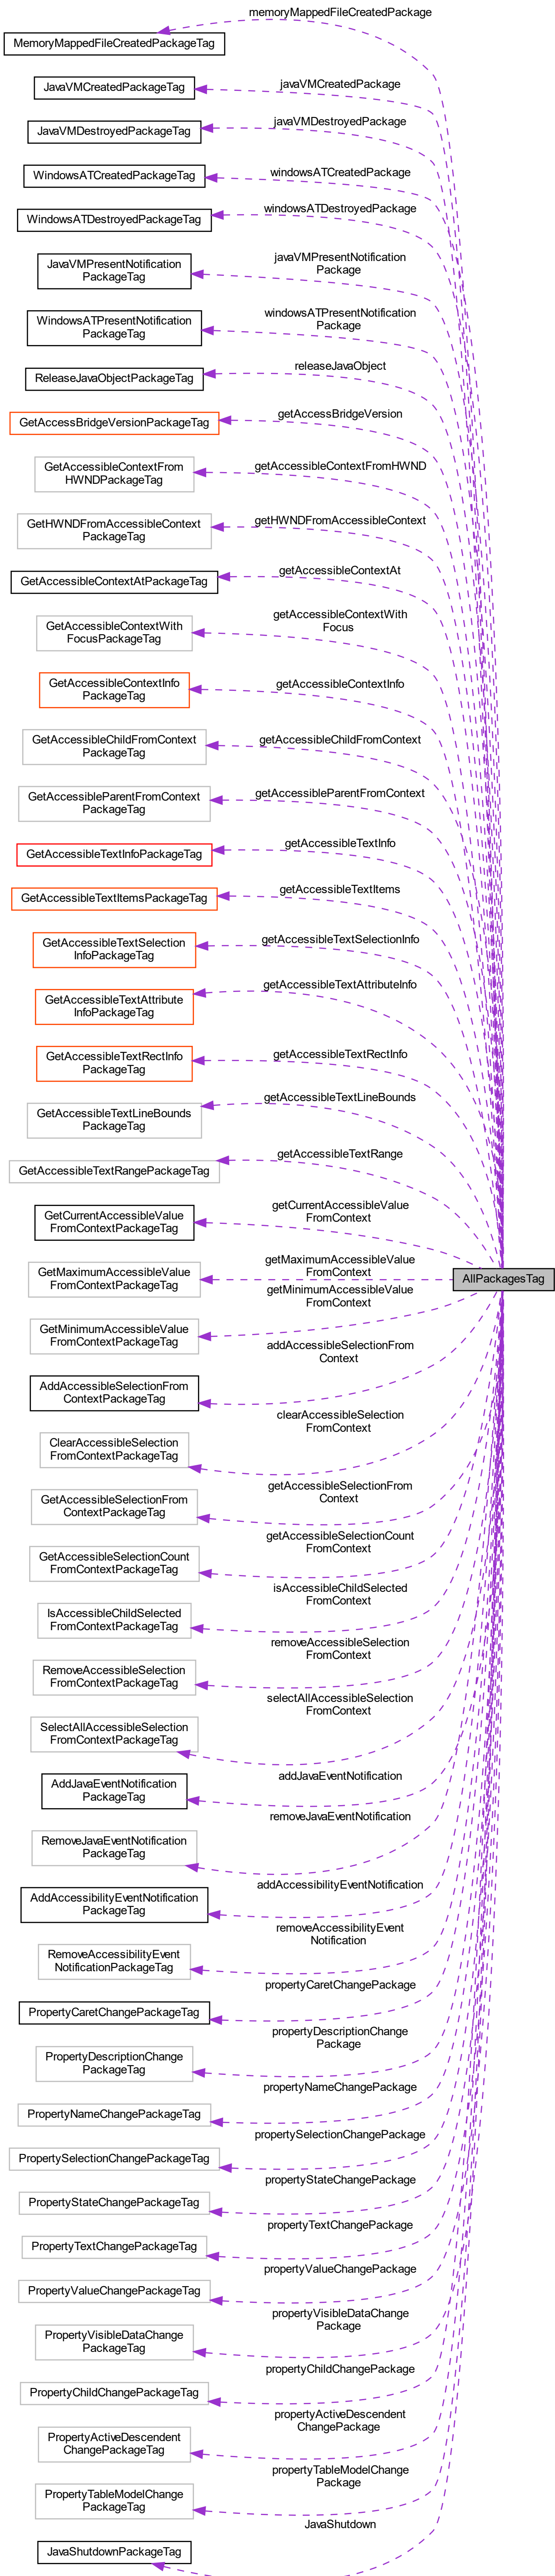 memoryMappedFileCreatedPackage
MemoryMappedFileCreatedPackageTag
javaVMCreatedPackage
JavaVMCreatedPackageTag
javaVMDestroyedPackage
JavaVMDestroyedPackageTag
windowsATCreatedPackage
WindowsATCreatedPackageTag
windowsATDestroyedPackage
WindowsATDestroyedPackageTag
javaVMPresentNotification
Package
JavaVMPresentNotification
PackageTag
windowsATPresentNotification
Package
WindowsATPresentNotification
PackageTag
releaseJavaObject
ReleaseJavaObjectPackageTag
getAccessBridgeVersion
GetAccessBridgeVersionPackageTag
getAccessibleContextFromHWND
GetAccessibleContextFrom
HWNDPackageTag
getHWNDFromAccessibleContext
GetHWNDFromAccessibleContext
PackageTag
getAccessibleContextAt
GetAccessibleContextAtPackageTag
getAccessibleContextWith
Focus
GetAccessibleContextWith
FocusPackageTag
getAccessibleContextInfo
GetAccessibleContextInfo
PackageTag
getAccessibleChildFromContext
GetAccessibleChildFromContext
PackageTag
getAccessibleParentFromContext
GetAccessibleParentFromContext
PackageTag
getAccessibleTextInfo
GetAccessibleTextInfoPackageTag
getAccessibleTextItems
GetAccessibleTextItemsPackageTag
getAccessibleTextSelectionInfo
GetAccessibleTextSelection
InfoPackageTag
getAccessibleTextAttributeInfo
GetAccessibleTextAttribute
InfoPackageTag
getAccessibleTextRectInfo
GetAccessibleTextRectInfo
PackageTag
getAccessibleTextLineBounds
GetAccessibleTextLineBounds
PackageTag
getAccessibleTextRange
GetAccessibleTextRangePackageTag
getCurrentAccessibleValue
FromContext
GetCurrentAccessibleValue
FromContextPackageTag
AllPackagesTag
getMaximumAccessibleValue
FromContext
GetMaximumAccessibleValue
FromContextPackageTag
getMinimumAccessibleValue
FromContext
GetMinimumAccessibleValue
FromContextPackageTag
addAccessibleSelectionFrom
Context
AddAccessibleSelectionFrom
ContextPackageTag
clearAccessibleSelection
FromContext
ClearAccessibleSelection
FromContextPackageTag
getAccessibleSelectionFrom
Context
GetAccessibleSelectionFrom
ContextPackageTag
getAccessibleSelectionCount
FromContext
GetAccessibleSelectionCount
FromContextPackageTag
isAccessibleChildSelected
FromContext
IsAccessibleChildSelected
FromContextPackageTag
removeAccessibleSelection
FromContext
RemoveAccessibleSelection
FromContextPackageTag
selectAllAccessibleSelection
FromContext
SelectAllAccessibleSelection
FromContextPackageTag
addJavaEventNotification
AddJavaEventNotification
PackageTag
removeJavaEventNotification
RemoveJavaEventNotification
PackageTag
addAccessibilityEventNotification
AddAccessibilityEventNotification
PackageTag
removeAccessibilityEvent
Notification
RemoveAccessibilityEvent
NotificationPackageTag
propertyCaretChangePackage
PropertyCaretChangePackageTag
propertyDescriptionChange
Package
PropertyDescriptionChange
PackageTag
propertyNameChangePackage
PropertyNameChangePackageTag
propertySelectionChangePackage
PropertySelectionChangePackageTag
propertyStateChangePackage
PropertyStateChangePackageTag
propertyTextChangePackage
PropertyTextChangePackageTag
propertyValueChangePackage
PropertyValueChangePackageTag
propertyVisibleDataChange
Package
PropertyVisibleDataChange
PackageTag
propertyChildChangePackage
PropertyChildChangePackageTag
propertyActiveDescendent
ChangePackage
PropertyActiveDescendent
ChangePackageTag
propertyTableModelChange
Package
PropertyTableModelChange
PackageTag
JavaShutdown
JavaShutdownPackageTag